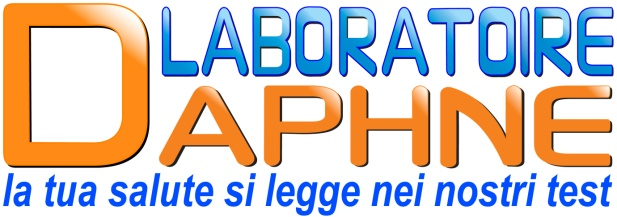 LABORATOIRE
DAPHNE
la tua salute si legge nei nostri test